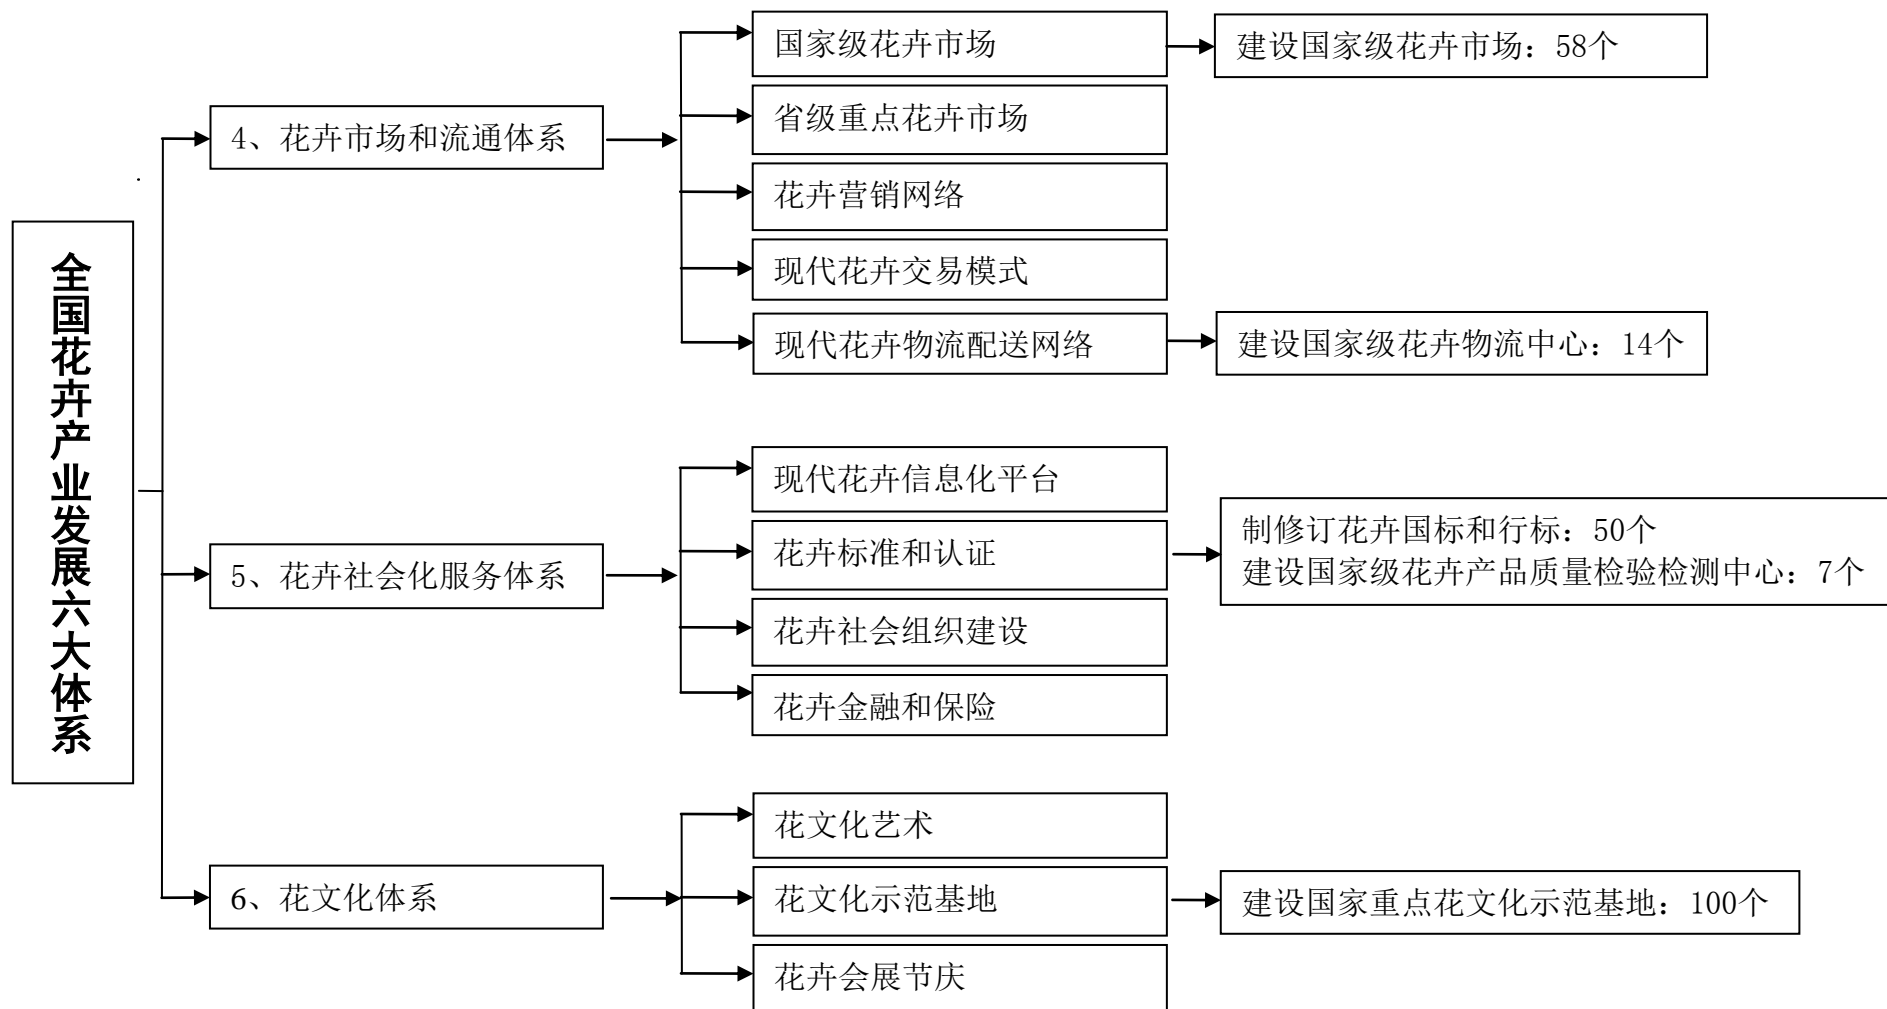 全国花卉产业发展六大体系
4、花卉市场和流通体系
国家级花卉市场
建设国家级花卉市场：58个
省级重点花卉市场
花卉营销网络
现代花卉交易模式
现代花卉物流配送网络
建设国家级花卉物流中心：14个
5、花卉社会化服务体系
现代花卉信息化平台
花卉标准和认证
制修订花卉国标和行标：50个
建设国家级花卉产品质量检验检测中心：7个
花卉社会组织建设
花卉金融和保险
6、花文化体系
花文化艺术
花文化示范基地
建设国家重点花文化示范基地：100个
花卉会展节庆